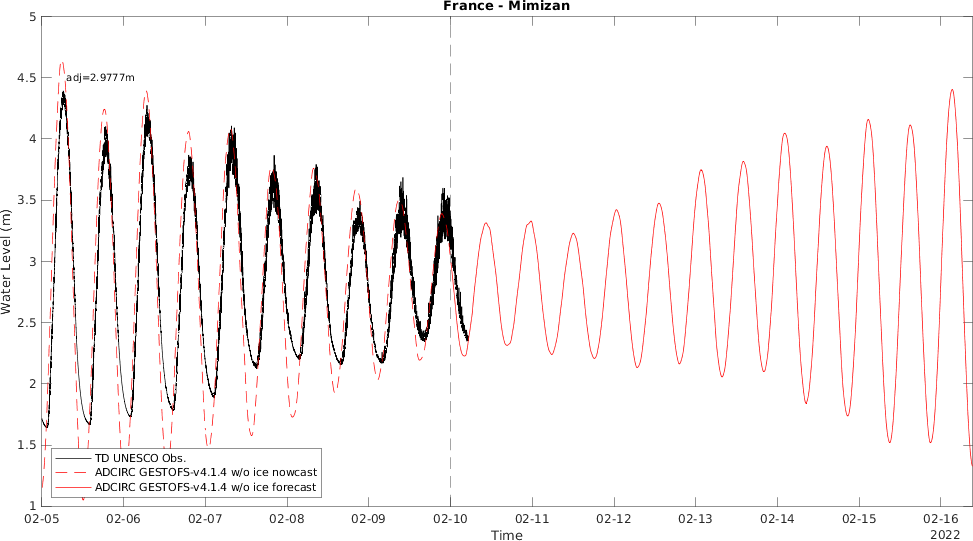 France - Mimizan
5
4.5
4
3.5
3
2.5
2
1.5
1
Water Level (m)
adj=2.9777m
TD UNESCO Obs.
ADCIRC GESTOFS-v4.1.4 w/o ice nowcast
ADCIRC GESTOFS-v4.1.4 w/o ice forecast
02-05 02-06 02-07 02-08 02-09 02-10 02-11 02-12 02-13 02-14 02-15 02-16
Time
2022